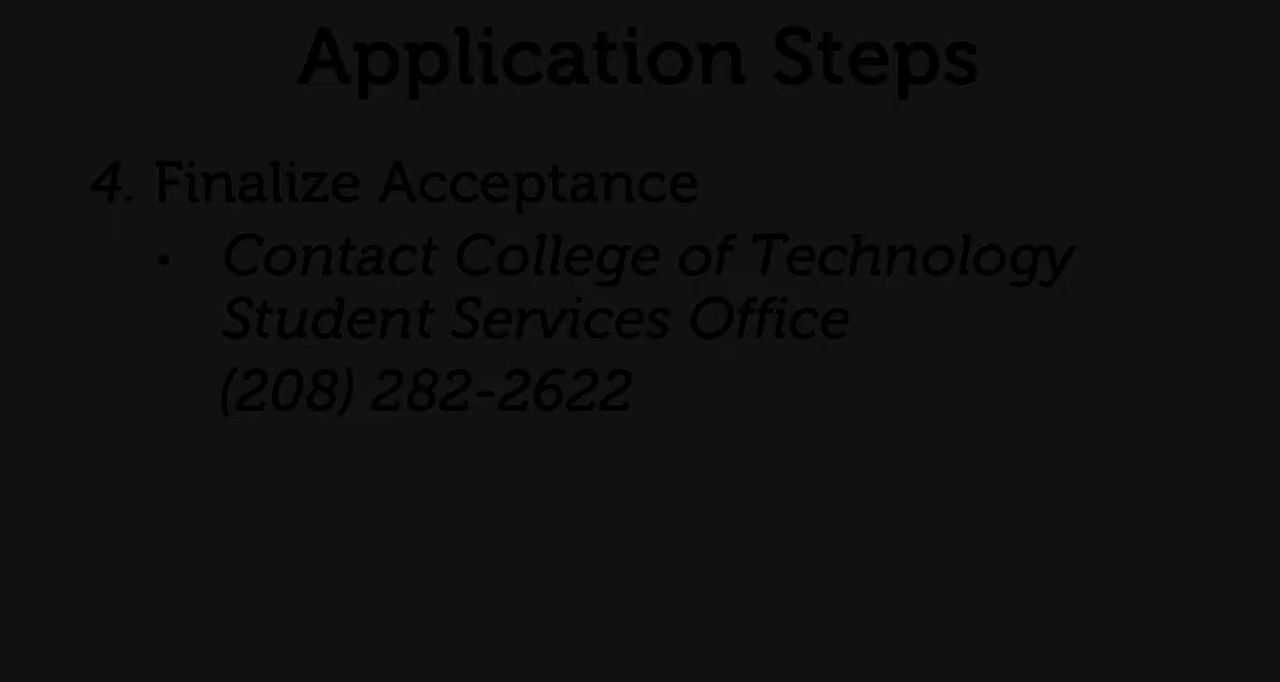 Application Steps
4. Finalize Acceptance
• Contact College of Technology
Student Services Office
(208) 282-2622